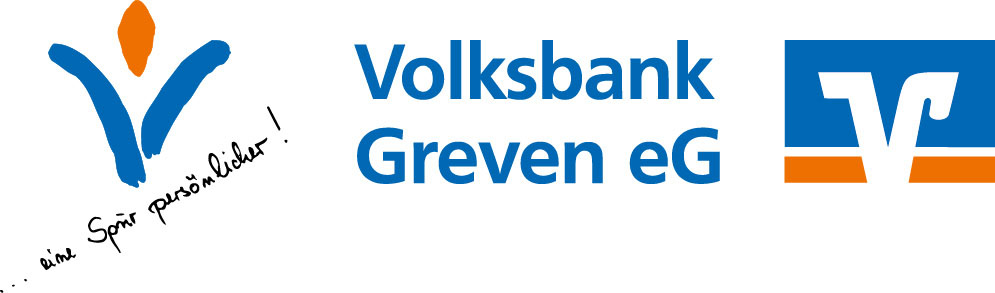 ... eine Spur persönlicher!
Volksbank
Greven eG